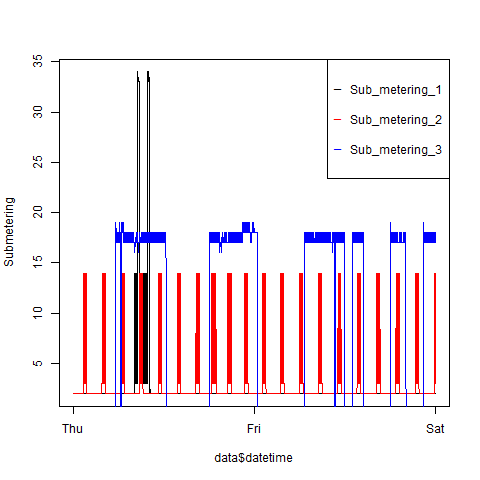 35
30
25
20
15
10
5
Submetering
Sub_metering_1
Sub_metering_2
Sub_metering_3
Thu
Fri
Sat
data$datetime